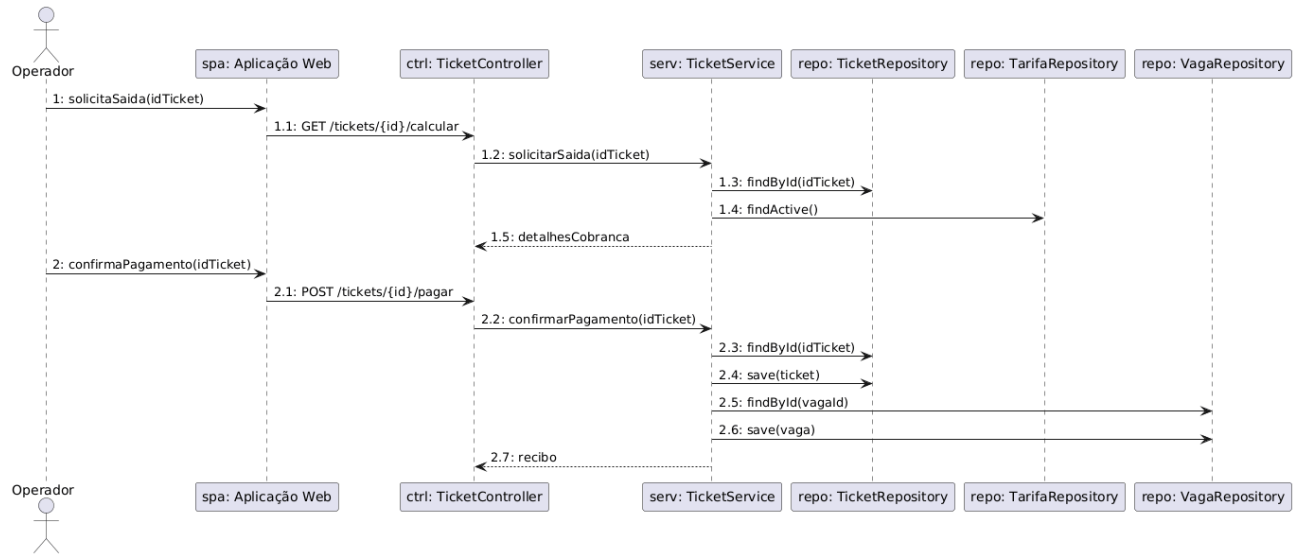 Operador
spa: Aplicação Web
ctrl: TicketController
serv: TicketService
repo: TicketRepository
repo: TarifaRepository
repo: VagaRepository
1: solicitaSaida(idTicket)
1.1: GET /tickets/{id}/calcular
1.2: solicitarSaida(idTicket)
1.3: findById(idTicket)
1.4: findActive()
1.5: detalhesCobranca
2: confirmaPagamento(idTicket)
2.1: POST /tickets/{id}/pagar
2.2: confirmarPagamento(idTicket)
2.3: findById(idTicket)
2.4: save(ticket)
2.5: findById(vagaId)
2.6: save(vaga)
2.7: recibo
Operador
spa: Aplicação Web
ctrl: TicketController
serv: TicketService
repo: TicketRepository
repo: TarifaRepository
repo: VagaRepository